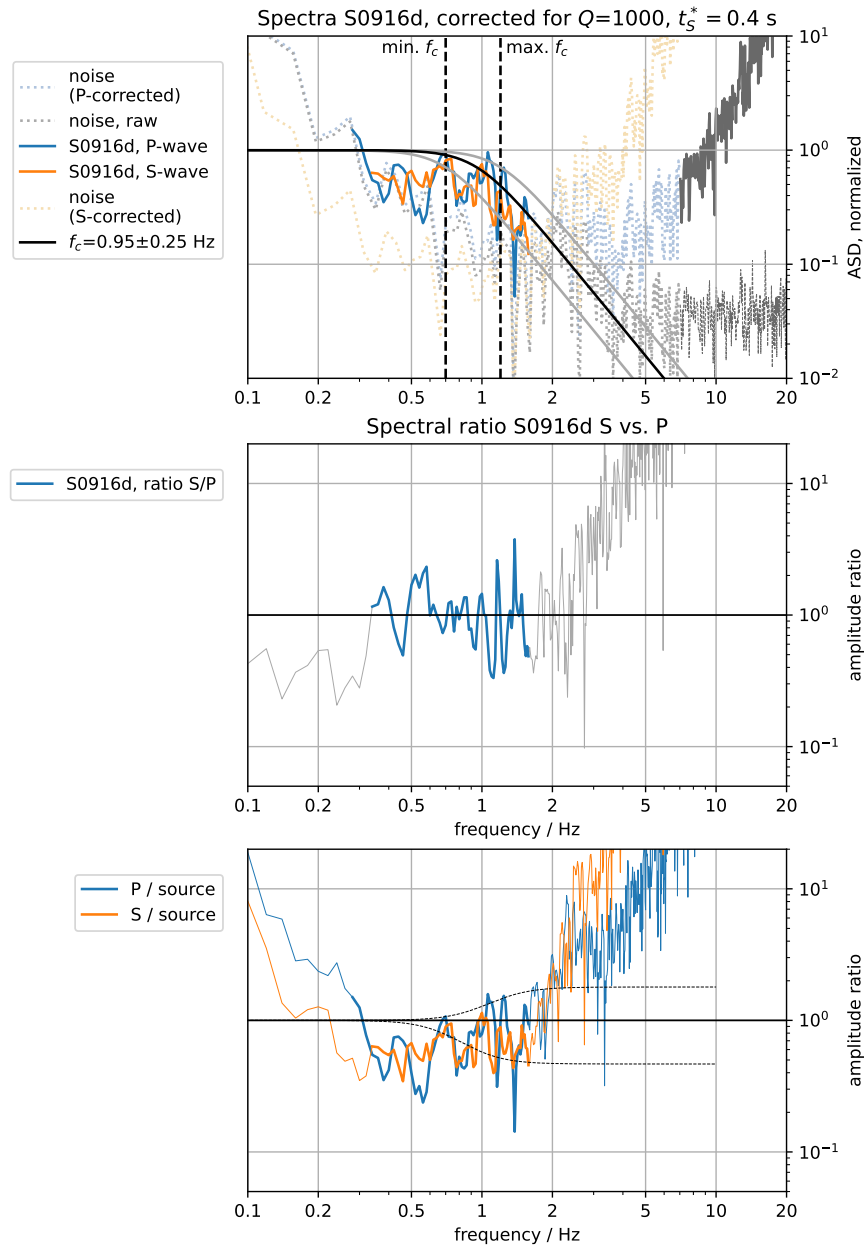 Spectra S0916d, corrected for Q=1000, t*S = 0.4 s
min. fc
max. fc
noise
(P-corrected)
noise, raw
S0916d, P-wave
S0916d, S-wave
noise
(S-corrected)
fc=0.95±0.25 Hz
10¹
10⁰
10⁻¹
10⁻²
ASD, normalized
0.1 0.2 0.5 1 2 5 10 20
Spectral ratio S0916d S vs. P
S0916d, ratio S/P
10¹
10⁰
10⁻¹
amplitude ratio
0.1 0.2 0.5 1 2 5 10 20
frequency / Hz
P / source
S / source
10¹
10⁰
10⁻¹
amplitude ratio
0.1 0.2 0.5 1 2 5 10 20
frequency / Hz